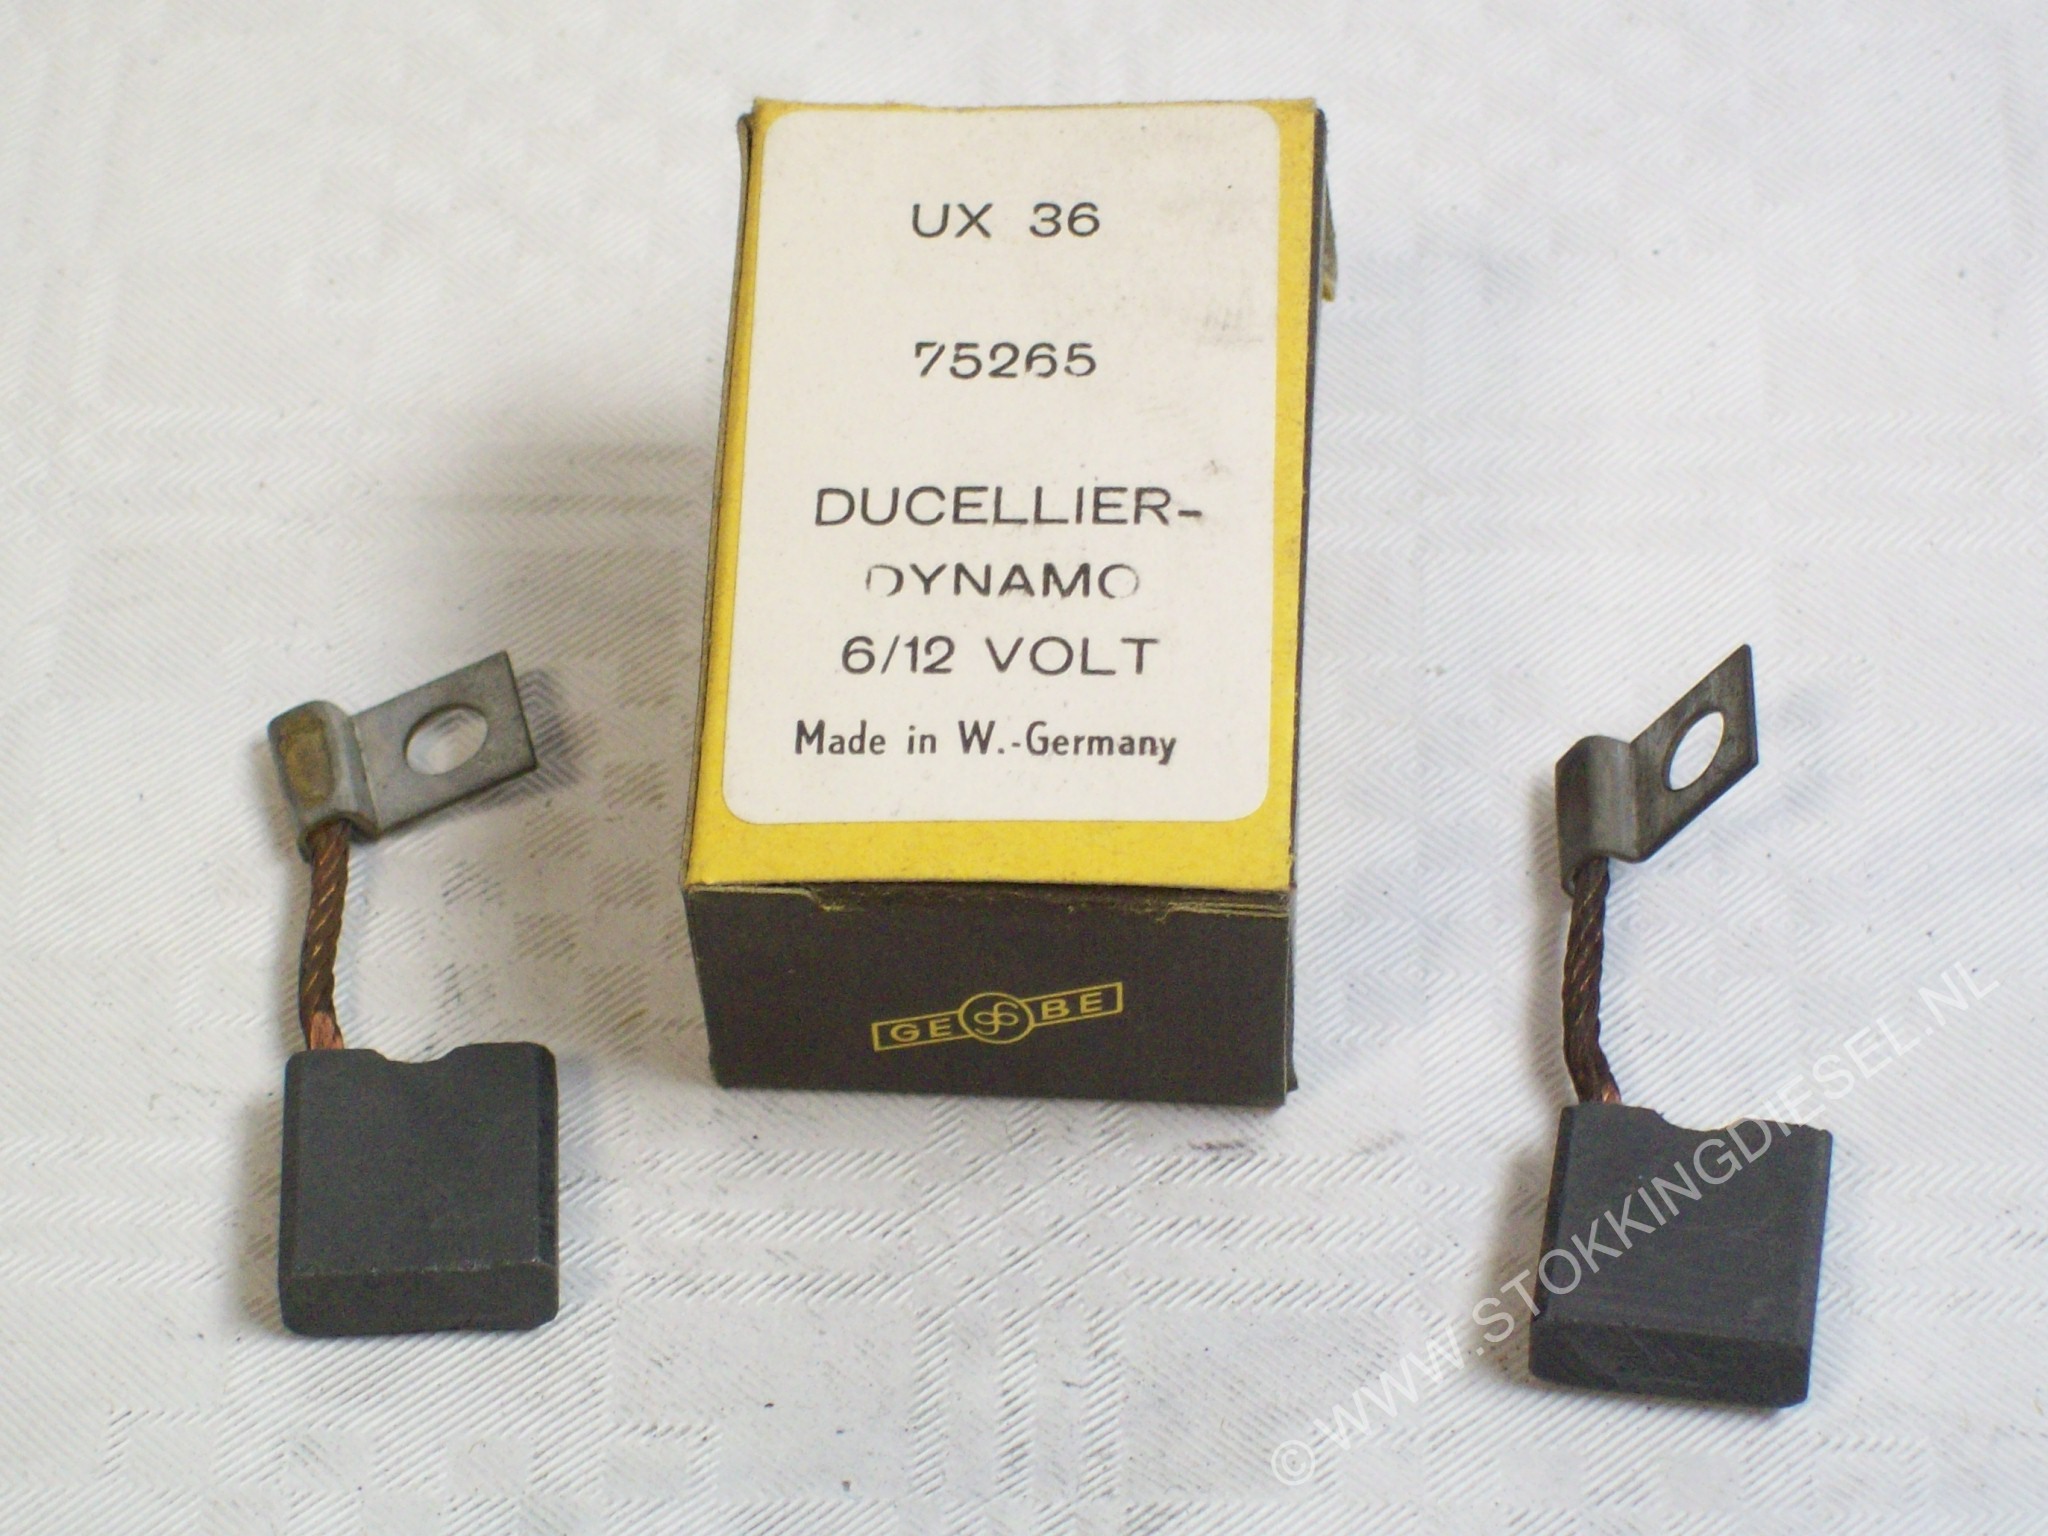 UX 36
75265
DUCELLIER-
DYNAMO
6/12 VOLT
Made in W.-Germany
GE BE
© WWW.STOKKINGDIESEL.NL